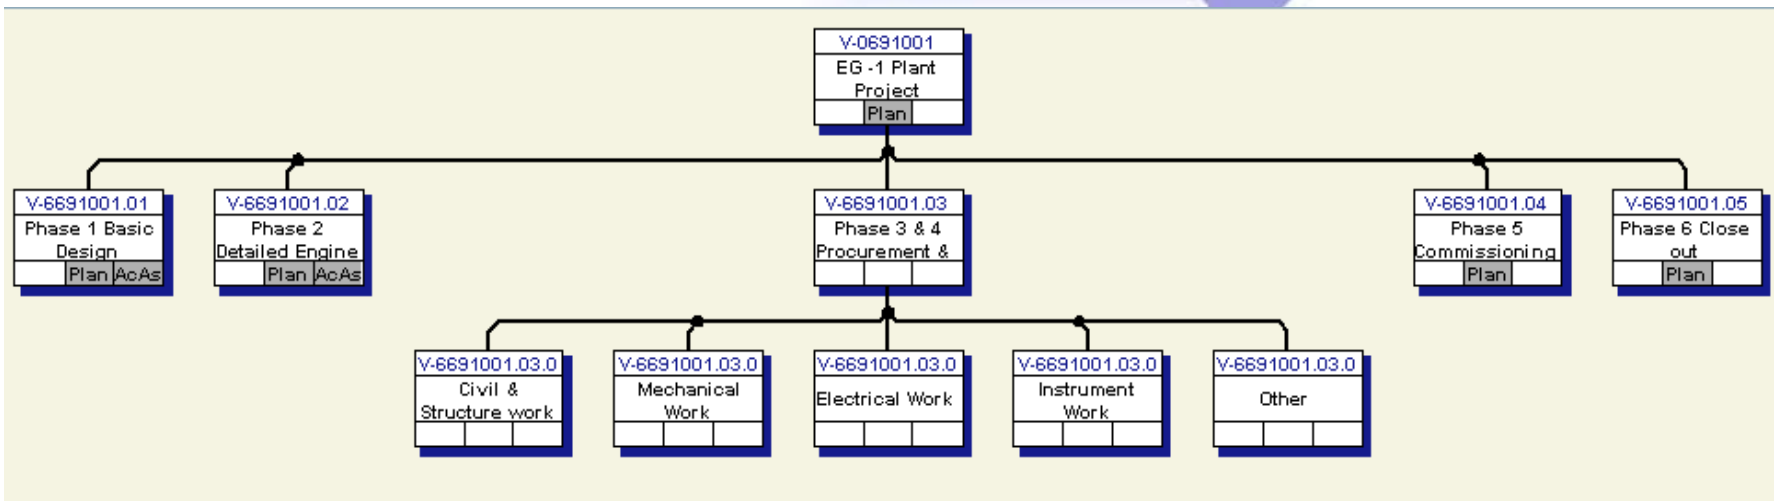 V-0691001
EG -1 Plant
Project
Plan
V-6691001.01
Phase 1 Basic
Design
Plan AcAs
V-6691001.02
Phase 2
Detailed Engine
Plan AcAs
V-6691001.03
Phase 3 & 4
Procurement &
V-6691001.04
Phase 5
Commissioning
Plan
V-6691001.05
Phase 6 Close
out
Plan
V-6691001.03.0
Civil &
Structure work
V-6691001.03.0
Mechanical
Work
V-6691001.03.0
Electrical Work
V-6691001.03.0
Instrument
Work
V-6691001.03.0
Other